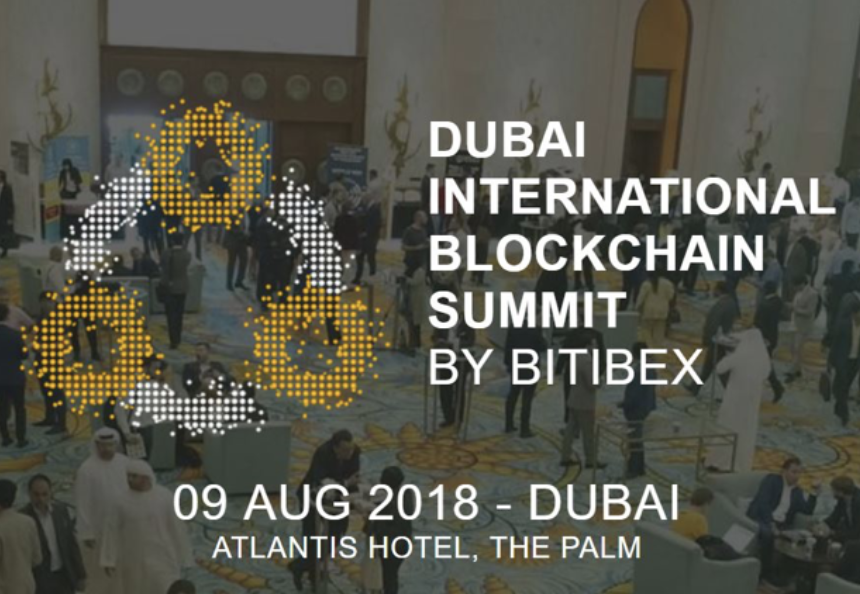 DUBAI
INTERNATIONAL
BLOCKCHAIN
SUMMIT
BY BITIBEX
09 AUG 2018 - DUBAI
ATLANTIS HOTEL, THE PALM